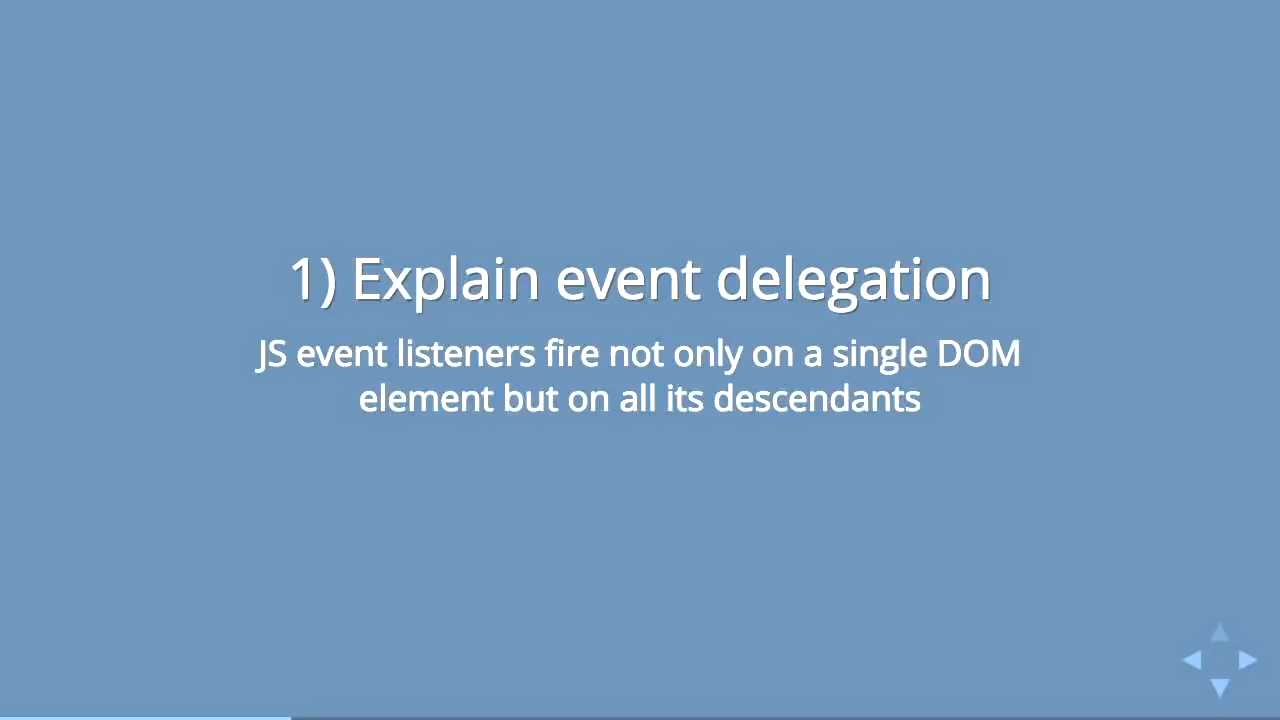 1) Explain event delegation
JS event listeners fire not only on a single DOM
element but on all its descendants